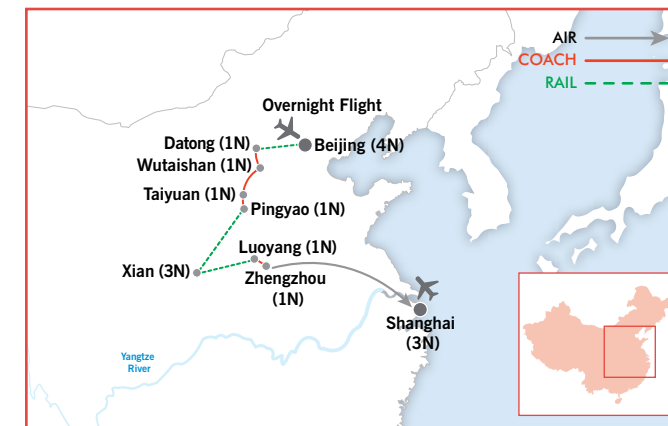 AIR
COACH
RAIL
Overnight Flight
Datong (1N)
Beijing (4N)
Wutaishan (1N)
Taiyuan (1N)
Pingyao (1N)
Luoyang (1N)
Xian (3N)
Zhengzhou
(1N)
Shanghai
(3N)
Yangtze
River